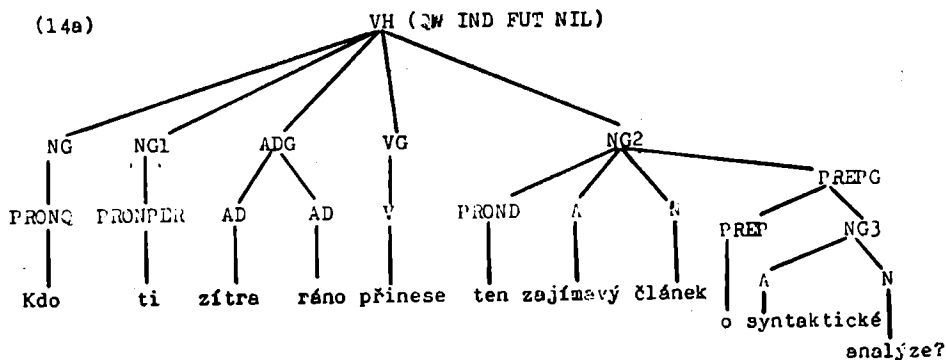 (14a) VH (QW IND FUT NIL)
NG NG1 ADG VG NG2
PREPG
PRONQ PRONPER AD AD V PROND A N PREP NG3
A N
Kdo ti zítra ráno přinese ten zajímavý článek
o syntaktické
analýze?